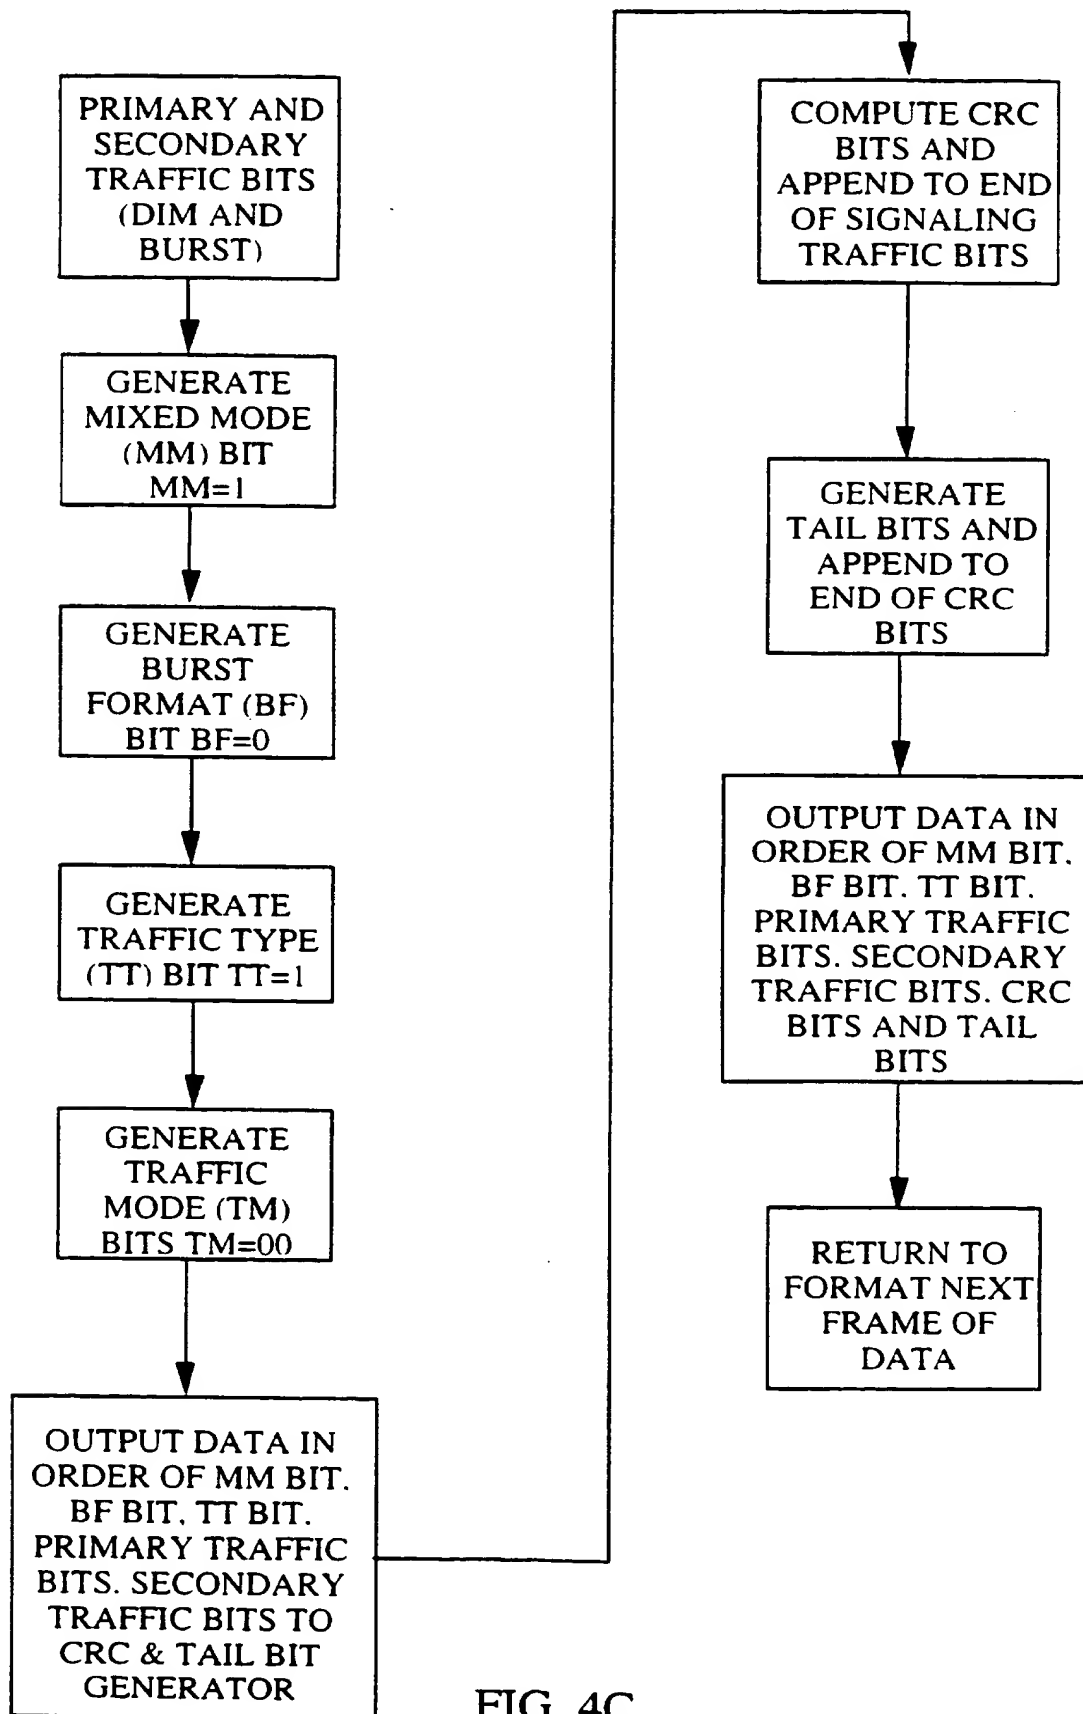 PRIMARY AND
SECONDARY
TRAFFIC BITS
(DIM AND
BURST)
GENERATE
MIXED MODE
(MM) BIT
MM=1
GENERATE
BURST
FORMAT (BF)
BIT BF=0
GENERATE
TRAFFIC TYPE
(TT) BIT TT=1
GENERATE
TRAFFIC
MODE (TM)
BITS TM=00
OUTPUT DATA IN
ORDER OF MM BIT.
BF BIT, TT BIT.
PRIMARY TRAFFIC
BITS. SECONDARY
TRAFFIC BITS TO
CRC & TAIL BIT
GENERATOR
COMPUTE CRC
BITS AND
APPEND TO END
OF SIGNALING
TRAFFIC BITS
GENERATE
TAIL BITS AND
APPEND TO
END OF CRC
BITS
OUTPUT DATA IN
ORDER OF MM BIT.
BF BIT. TT BIT.
PRIMARY TRAFFIC
BITS. SECONDARY
TRAFFIC BITS. CRC
BITS AND TAIL
BITS
RETURN TO
FORMAT NEXT
FRAME OF
DATA
FIG. 4C